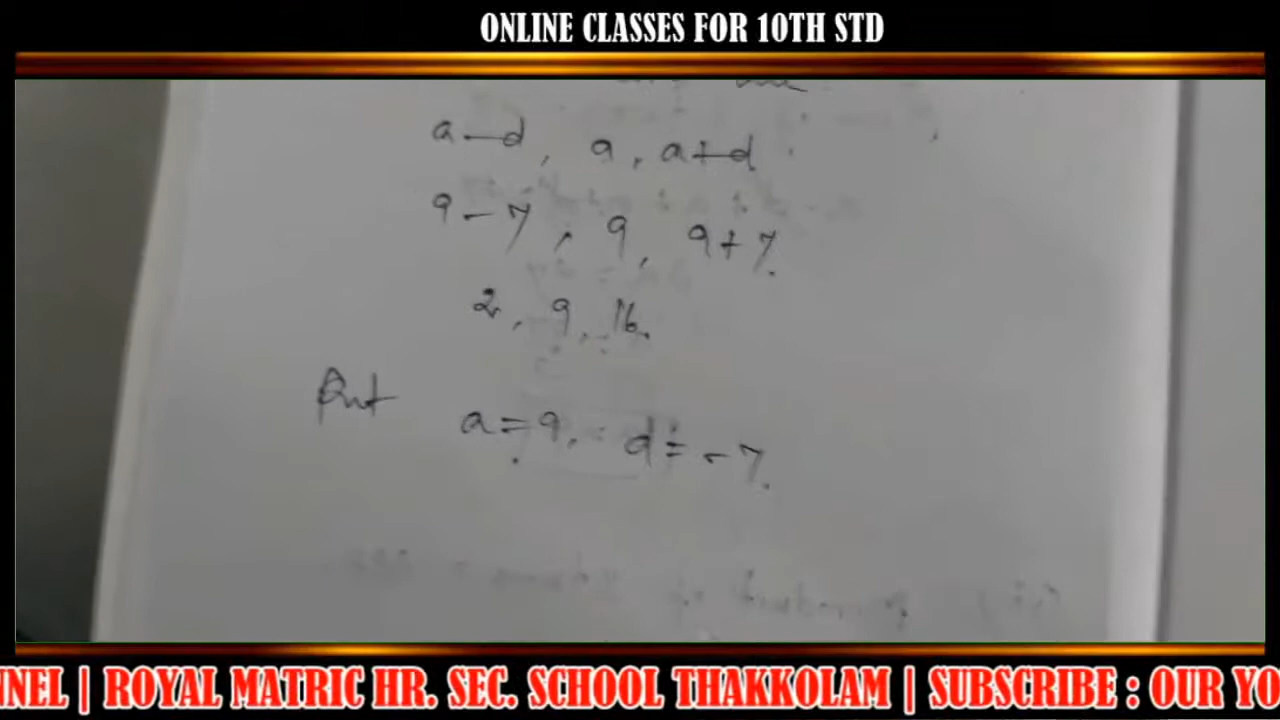 ONLINE CLASSES FOR 10TH STD
a-d, a, a+d
9-7, 9, 9+7.
2, 9, 16.
Put a=9, d=-7.
NNEL | ROYAL MATRIC HR. SEC. SCHOOL THAKKOLAM | SUBSCRIBE : OUR YO